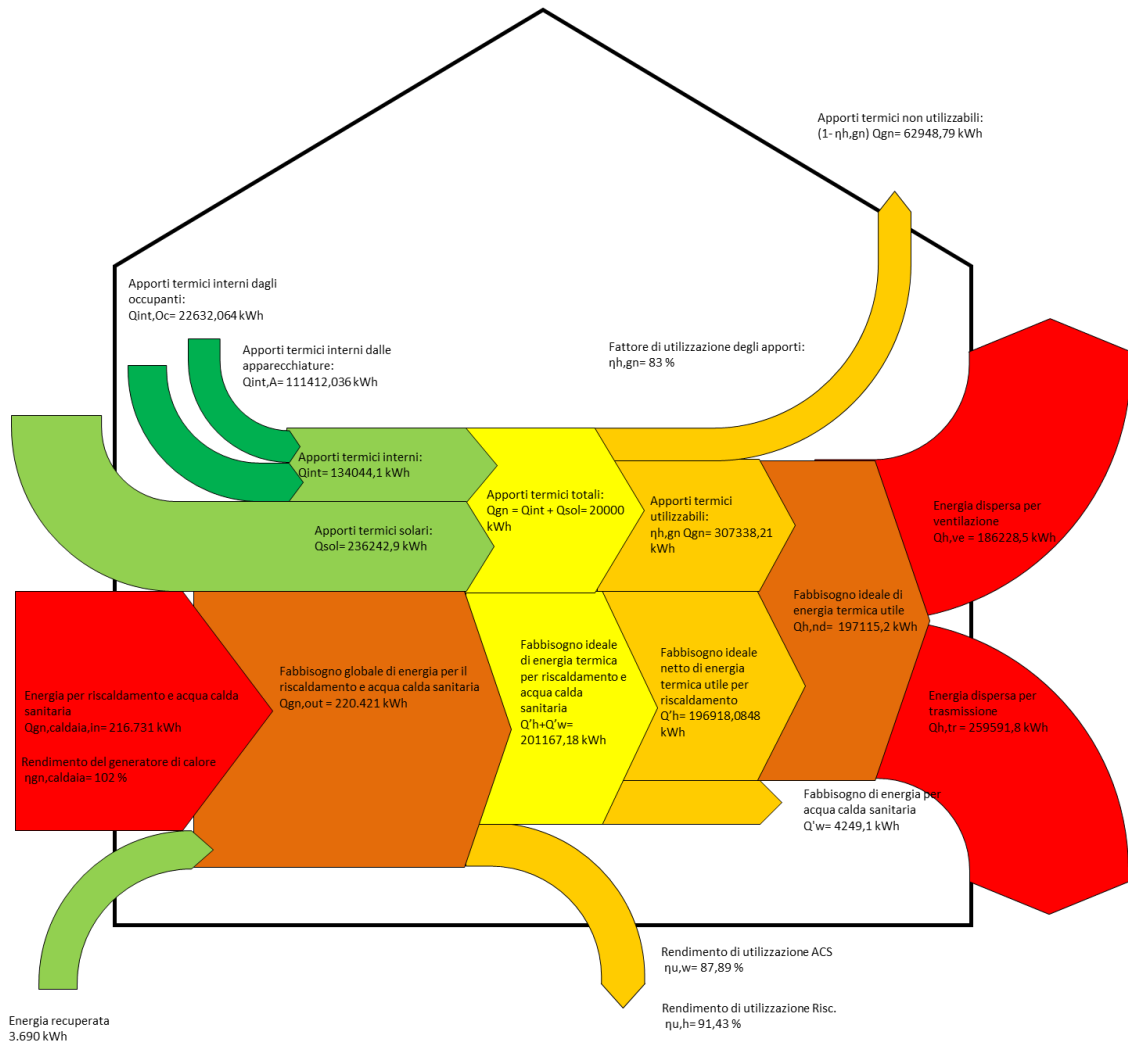 Apporti termici non utilizzabili:
(1- ηh,gn) Qgn= 62948,79 kWh
Apporti termici interni dagli
occupanti:
Qint,Oc= 22632,064 kWh
Apporti termici interni dalle
apparecchiature:
Qint,A= 111412,036 kWh
Fattore di utilizzazione degli apporti:
ηh,gn= 83 %
Apporti termici interni:
Qint= 134044,1 kWh
Apporti termici solari:
Qsol= 236242,9 kWh
Apporti termici totali:
Qgn = Qint + Qsol= 20000
kWh
Apporti termici
utilizzabili:
ηh,gn Qgn= 307338,21
kWh
Energia dispersa per
ventilazione
Qh,ve = 186228,5 kWh
Fabbisogno ideale di
energia termica utile
Qh,nd=  197115,2 kWh
Energia per riscaldamento e acqua calda
sanitaria
Qgn,caldaia,in= 216.731 kWh
Rendimento del generatore di calore
ηgn,caldaia= 102 %
Fabbisogno globale di energia per il
riscaldamento e acqua calda sanitaria
Qgn,out = 220.421 kWh
Fabbisogno ideale
di energia termica
per riscaldamento e
acqua calda
sanitaria
Q’h+Q’w=
201167,18 kWh
Fabbisogno ideale
netto di energia
termica utile per
riscaldamento
Q’h= 196918,0848
kWh
Energia dispersa per
trasmissione
Qh,tr = 259591,8 kWh
Fabbisogno di energia per
acqua calda sanitaria
Q'w= 4249,1 kWh
Rendimento di utilizzazione ACS
ηu,w= 87,89 %
Rendimento di utilizzazione Risc.
ηu,h= 91,43 %
Energia recuperata
3.690 kWh